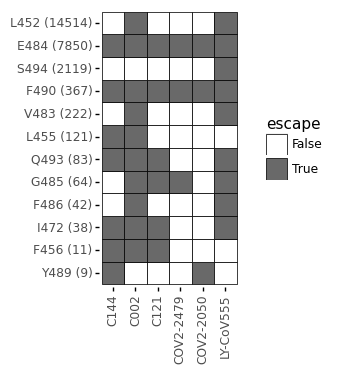 L452 (14514)
E484 (7850)
S494 (2119)
F490 (367)
V483 (222)
L455 (121)
Q493 (83)
G485 (64)
F486 (42)
I472 (38)
F456 (11)
Y489 (9)
C144
C002
C121
COV2-2479
COV2-2050
LY-CoV555
escape
False
True